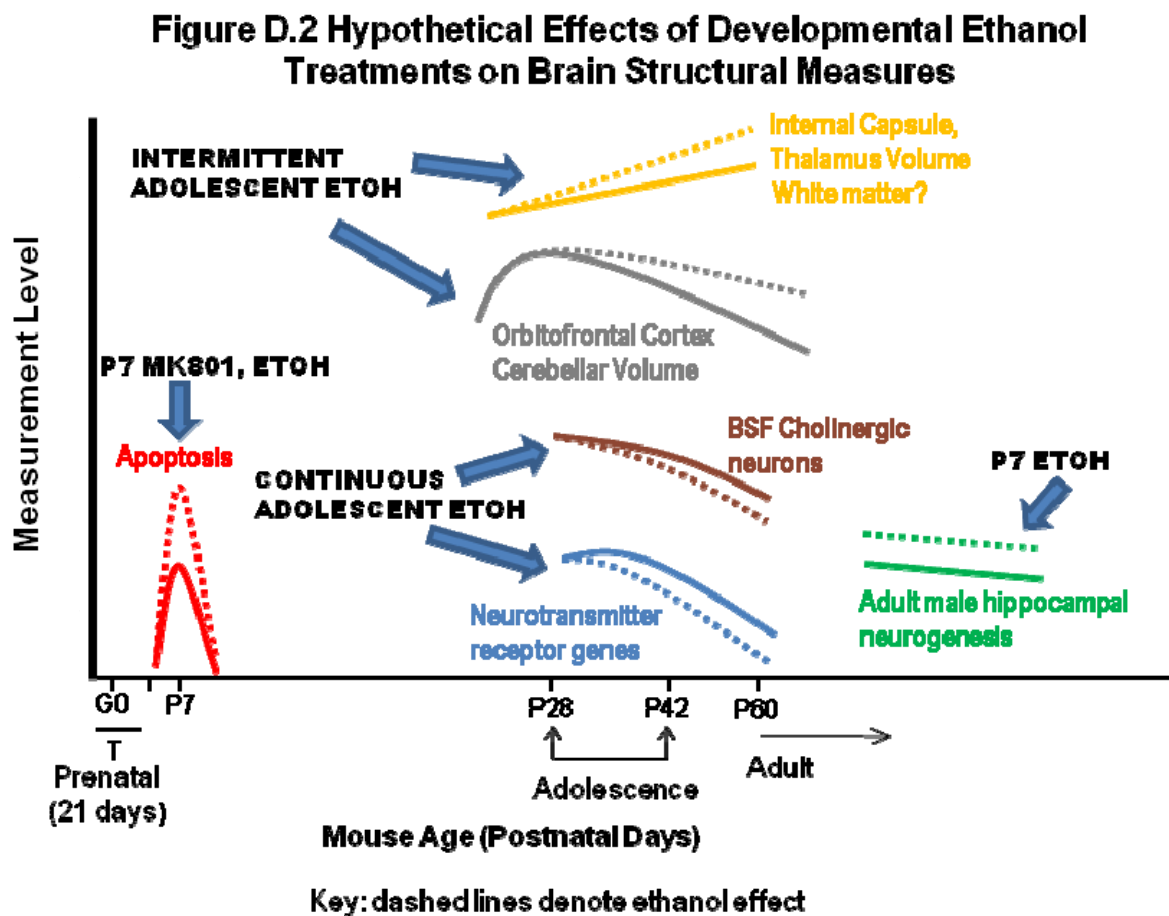 Figure D.2 Hypothetical Effects of Developmental Ethanol
Treatments on Brain Structural Measures
Measurement Level
INTERMITTENT
ADOLESCENT ETOH
Internal Capsule,
Thalamus Volume
White matter?
Orbitofrontal Cortex
Cerebellar Volume
P7 MK801, ETOH
Apoptosis
CONTINUOUS
ADOLESCENT ETOH
BSF Cholinergic
neurons
P7 ETOH
Neurotransmitter
receptor genes
Adult male hippocampal
neurogenesis
G0
P7
P28
P42
P60
T
Prenatal
(21 days)
Adolescence
Adult
Mouse Age (Postnatal Days)
Key: dashed lines denote ethanol effect